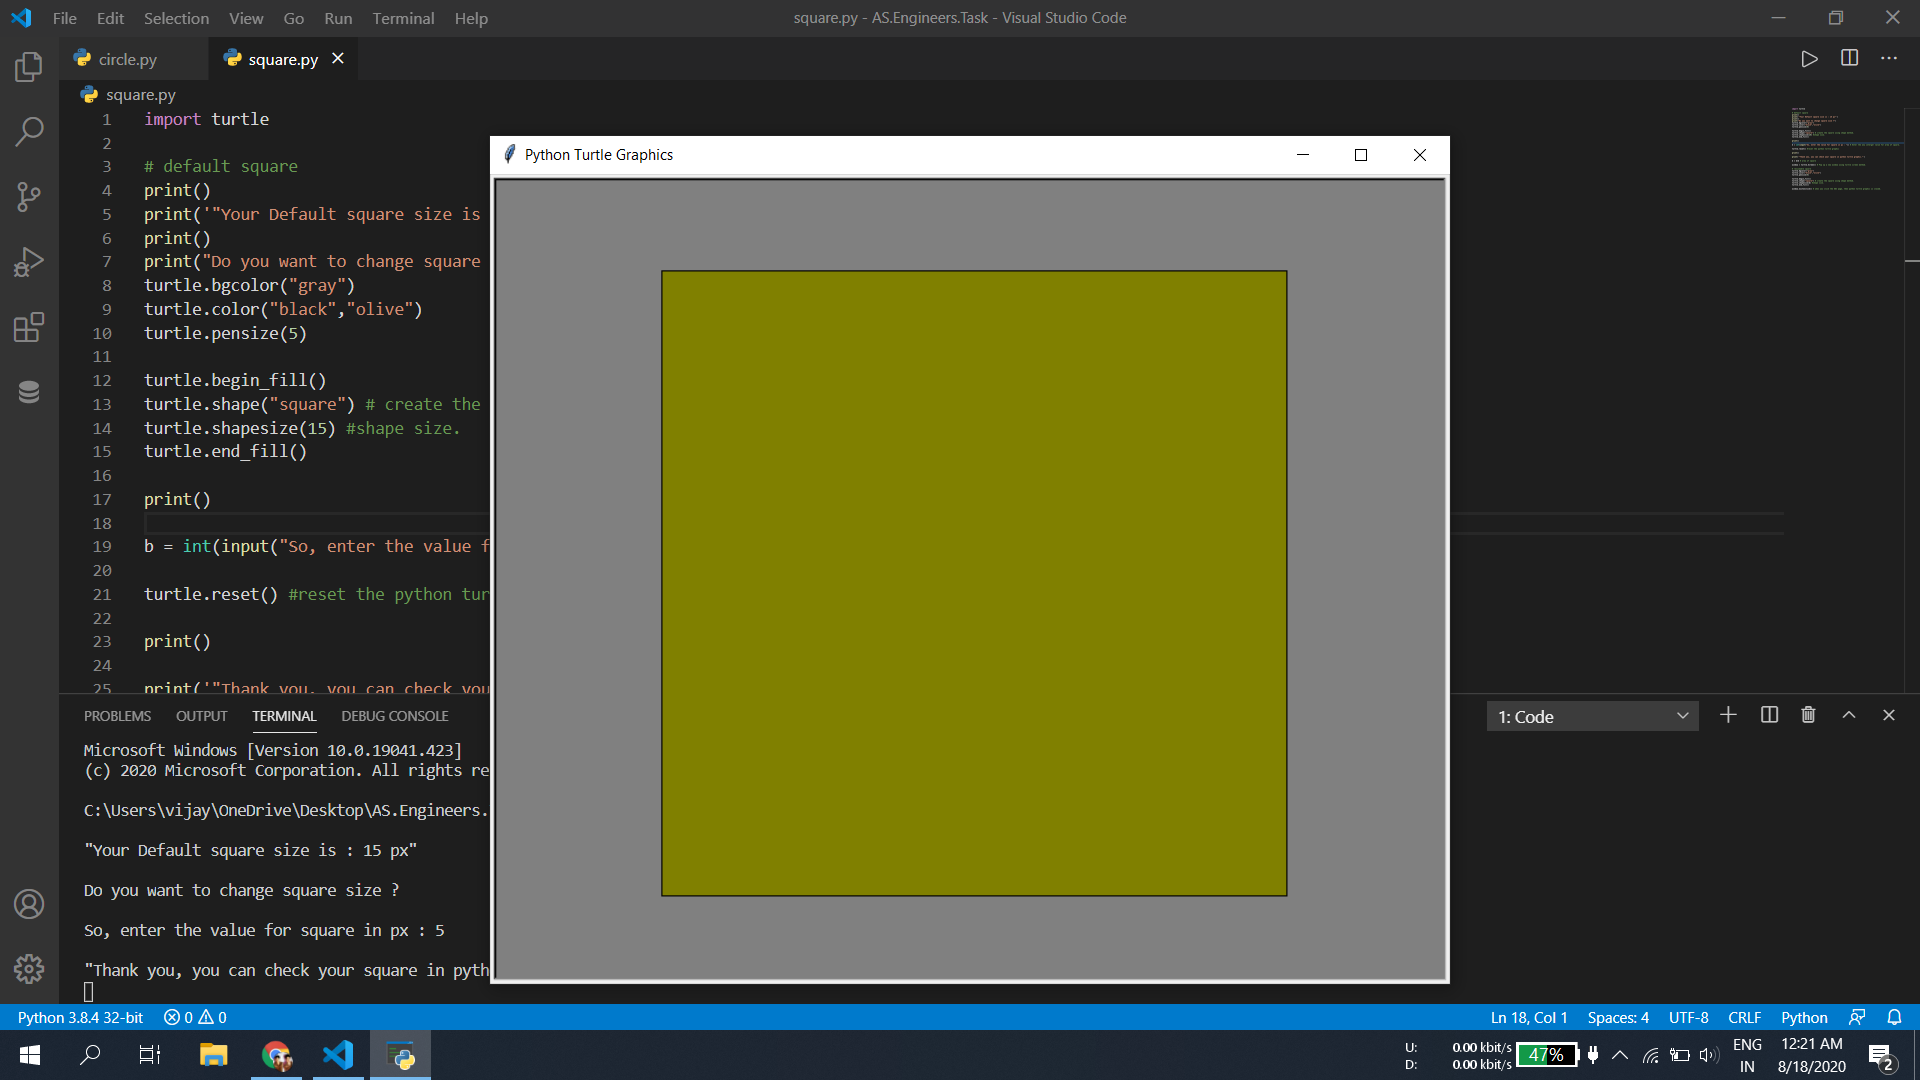 File Edit Selection View Go Run Terminal Help
square.py - AS.Engineers.Task - Visual Studio Code
circle.py
square.py
square.py
1 import turtle
2
3 # default square
4 print()
5 print('"Your Default square size is
6 print()
7 print("Do you want to change square
8 turtle.bgcolor("gray")
9 turtle.color("black","olive")
10 turtle.pensize(5)
11
12 turtle.begin_fill()
13 turtle.shape("square") # create the
14 turtle.shapesize(15) #shape size.
15 turtle.end_fill()
16
17 print()
18
19 b = int(input("So, enter the value f
20
21 turtle.reset() #reset the python tur
22
23 print()
24
25 print('"Thank you, you can check you
Python Turtle Graphics
PROBLEMS OUTPUT TERMINAL DEBUG CONSOLE
1: Code
Microsoft Windows [Version 10.0.19041.423]
(c) 2020 Microsoft Corporation. All rights re
C:\Users\vijay\OneDrive\Desktop\AS.Engineers.
"Your Default square size is : 15 px"
Do you want to change square size ?
So, enter the value for square in px : 5
"Thank you, you can check your square in pyth
Python 3.8.4 32-bit 0 0
Ln 18, Col 1 Spaces: 4 UTF-8 CRLF Python
U: 0.00 kbit/s
D: 0.00 kbit/s
47%
ENG
IN
12:21 AM
8/18/2020
2